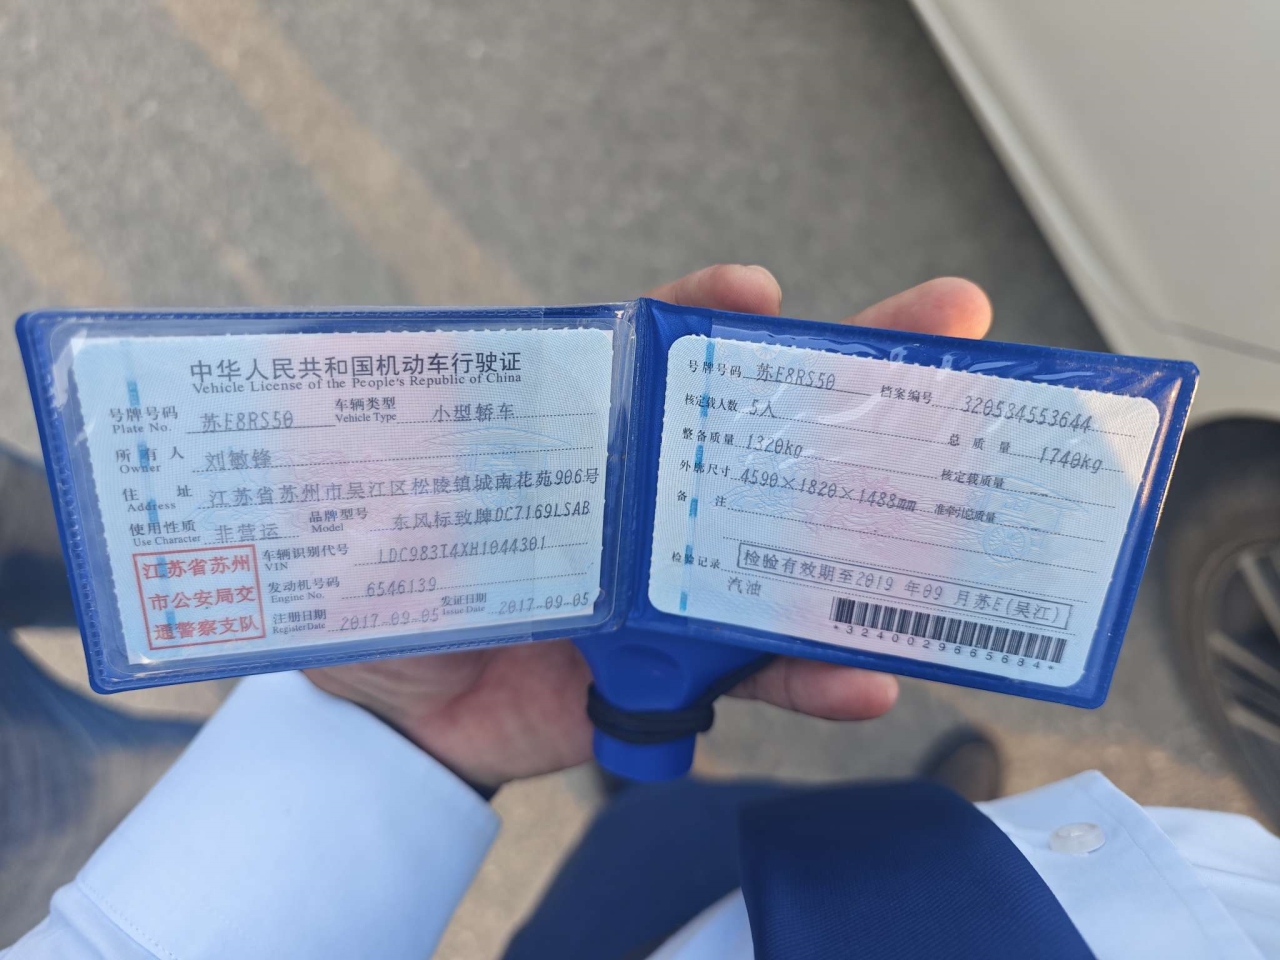 中华人民共和国机动车行驶证
Vehicle License of the People's Republic of China
号牌号码 苏E8RS50 车辆类型 小型轿车
Plate No. Vehicle Type
所有人 刘敏锋
Owner
住址 江苏省苏州市吴江区松陵镇城南花苑906号
Address
使用性质 非营运 品牌型号 东风标致牌DC7169LSAB
Use Character Model
江苏省苏州
市公安局交
通警察支队
车辆识别代号 LDC983T4XH1044301
VIN
发动机号码 6546139
Engine No.
注册日期 2017-09-05 发证日期 2017-09-05
Register Date Issue Date
号牌号码 苏E8RS50 档案编号 320534553644
核定载人数 5人 总质量 1740kg
整备质量 1320kg 核定载质量
外廓尺寸 4590×1820×1488mm 准牵引总质量
备注
检验记录 检验有效期至2019年09月苏E(吴江)
汽油
*3240029665684*